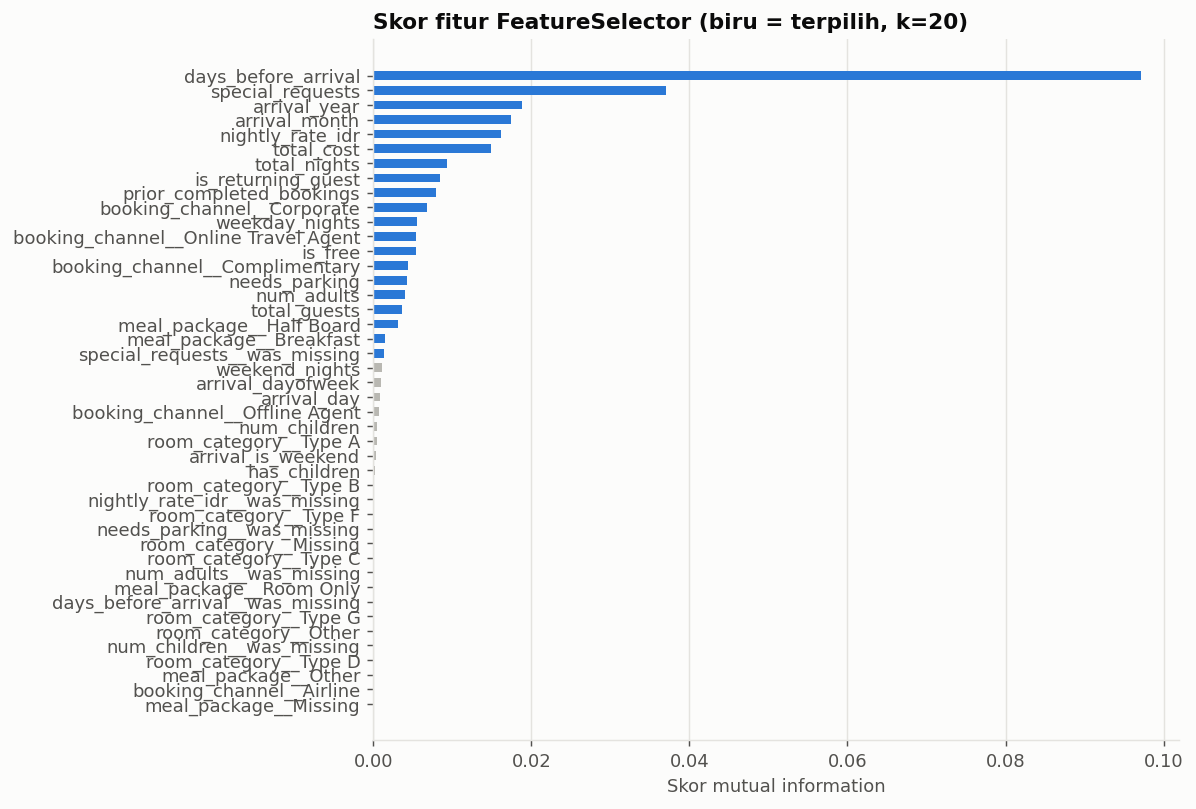 Skor fitur FeatureSelector (biru = terpilih, k=20)
days_before_arrival
special_requests
arrival_year
arrival_month
nightly_rate_idr
total_cost
total_nights
is_returning_guest
prior_completed_bookings
booking_channel__Corporate
weekday_nights
booking_channel__Online Travel Agent
is_free
booking_channel__Complimentary
needs_parking
num_adults
total_guests
meal_package__Half Board
meal_package__Breakfast
special_requests__was_missing
weekend_nights
arrival_dayofweek
arrival_day
booking_channel__Offline Agent
num_children
room_category__Type A
arrival_is_weekend
has_children
room_category__Type B
nightly_rate_idr__was_missing
room_category__Type F
needs_parking__was_missing
room_category__Missing
room_category__Type C
num_adults__was_missing
meal_package__Room Only
days_before_arrival__was_missing
room_category__Type G
room_category__Other
num_children__was_missing
room_category__Type D
meal_package__Other
booking_channel__Airline
meal_package__Missing
0.00 0.02 0.04 0.06 0.08 0.10
Skor mutual information